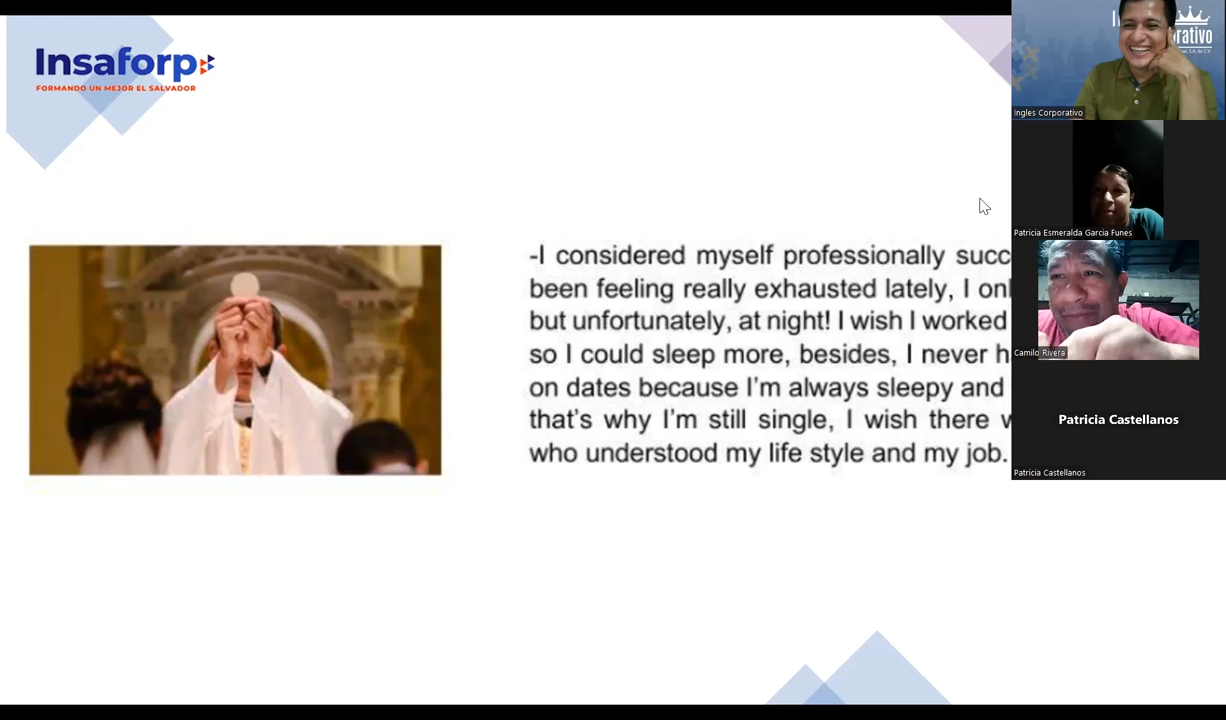 Insaforp
FORMANDO UN MEJOR EL SALVADOR
-I considered myself professionally succ
been feeling really exhausted lately, I onl
but unfortunately, at night! I wish I worked
so I could sleep more, besides, I never h
on dates because I'm always sleepy and
that's why I'm still single, I wish there w
who understood my life style and my job.
rativo
Ingles Corporativo
Patricia Esmeralda Garcia Funes
Camilo Rivera
Patricia Castellanos
Patricia Castellanos